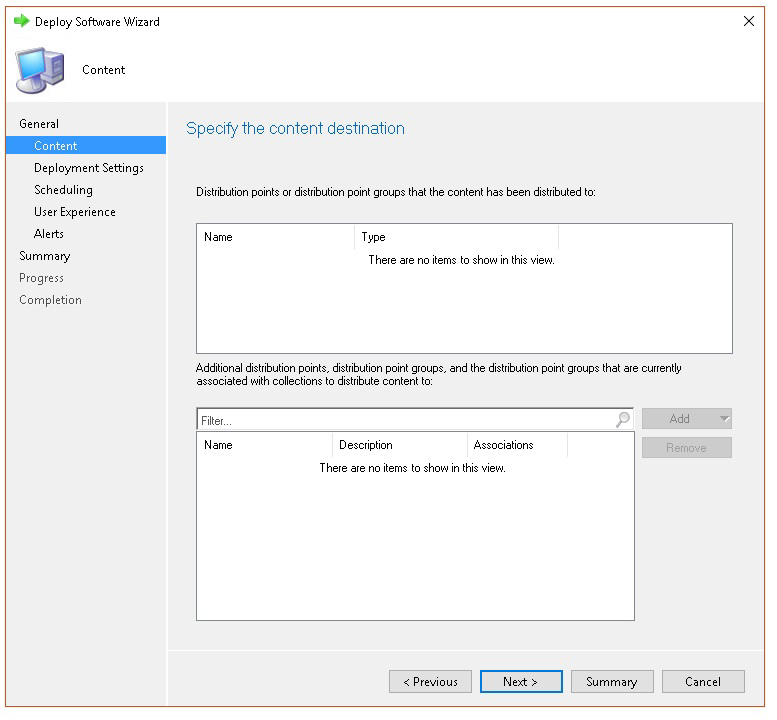 Deploy Software Wizard
Content
General
Content
Deployment Settings
Scheduling
User Experience
Alerts
Summary
Progress
Completion
Specify the content destination
Distribution points or distribution point groups that the content has been distributed to:
Name Type
There are no items to show in this view.
Additional distribution points, distribution point groups, and the distribution point groups that are currently
associated with collections to distribute content to:
Filter...
Add
Remove
Name Description Associations
There are no items to show in this view.
< Previous Next > Summary Cancel